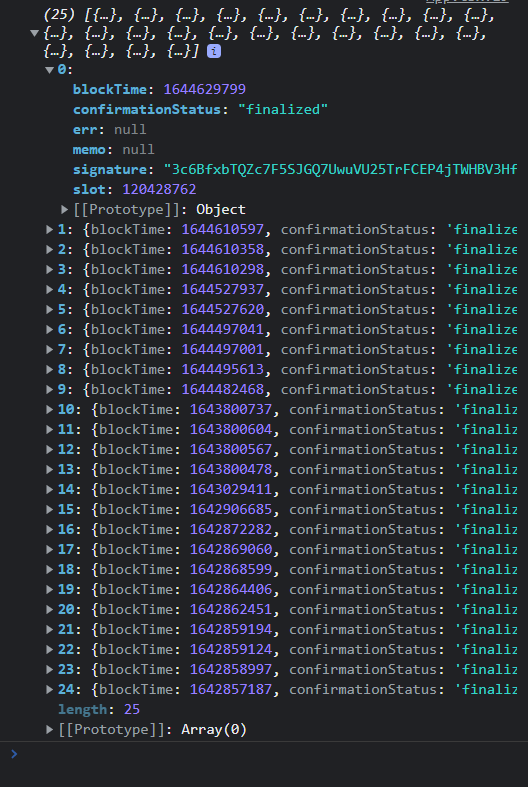 (25) [{…}, {…}, {…}, {…}, {…}, {…}, {…}, {…}, {…}, {…},
{…}, {…}, {…}, {…}, {…}, {…}, {…}, {…}, {…}, {…}, {…},
{…}, {…}, {…}, {…}] i
0:
blockTime: 1644629799
confirmationStatus: "finalized"
err: null
memo: null
signature: "3c6BfxbTQZc7F5SJGQ7UwuVU25TrFCEP4jTWHBV3Hf
slot: 120428762
[[Prototype]]: Object
1: {blockTime: 1644610597, confirmationStatus: 'finalize
2: {blockTime: 1644610358, confirmationStatus: 'finalize
3: {blockTime: 1644610298, confirmationStatus: 'finalize
4: {blockTime: 1644527937, confirmationStatus: 'finalize
5: {blockTime: 1644527620, confirmationStatus: 'finalize
6: {blockTime: 1644497041, confirmationStatus: 'finalize
7: {blockTime: 1644497001, confirmationStatus: 'finalize
8: {blockTime: 1644495613, confirmationStatus: 'finalize
9: {blockTime: 1644482468, confirmationStatus: 'finalize
10: {blockTime: 1643800737, confirmationStatus: 'finaliz
11: {blockTime: 1643800604, confirmationStatus: 'finaliz
12: {blockTime: 1643800567, confirmationStatus: 'finaliz
13: {blockTime: 1643800478, confirmationStatus: 'finaliz
14: {blockTime: 1643029411, confirmationStatus: 'finaliz
15: {blockTime: 1642906685, confirmationStatus: 'finaliz
16: {blockTime: 1642872282, confirmationStatus: 'finaliz
17: {blockTime: 1642869060, confirmationStatus: 'finaliz
18: {blockTime: 1642868599, confirmationStatus: 'finaliz
19: {blockTime: 1642864406, confirmationStatus: 'finaliz
20: {blockTime: 1642862451, confirmationStatus: 'finaliz
21: {blockTime: 1642859194, confirmationStatus: 'finaliz
22: {blockTime: 1642859124, confirmationStatus: 'finaliz
23: {blockTime: 1642858997, confirmationStatus: 'finaliz
24: {blockTime: 1642857187, confirmationStatus: 'finaliz
length: 25
[[Prototype]]: Array(0)